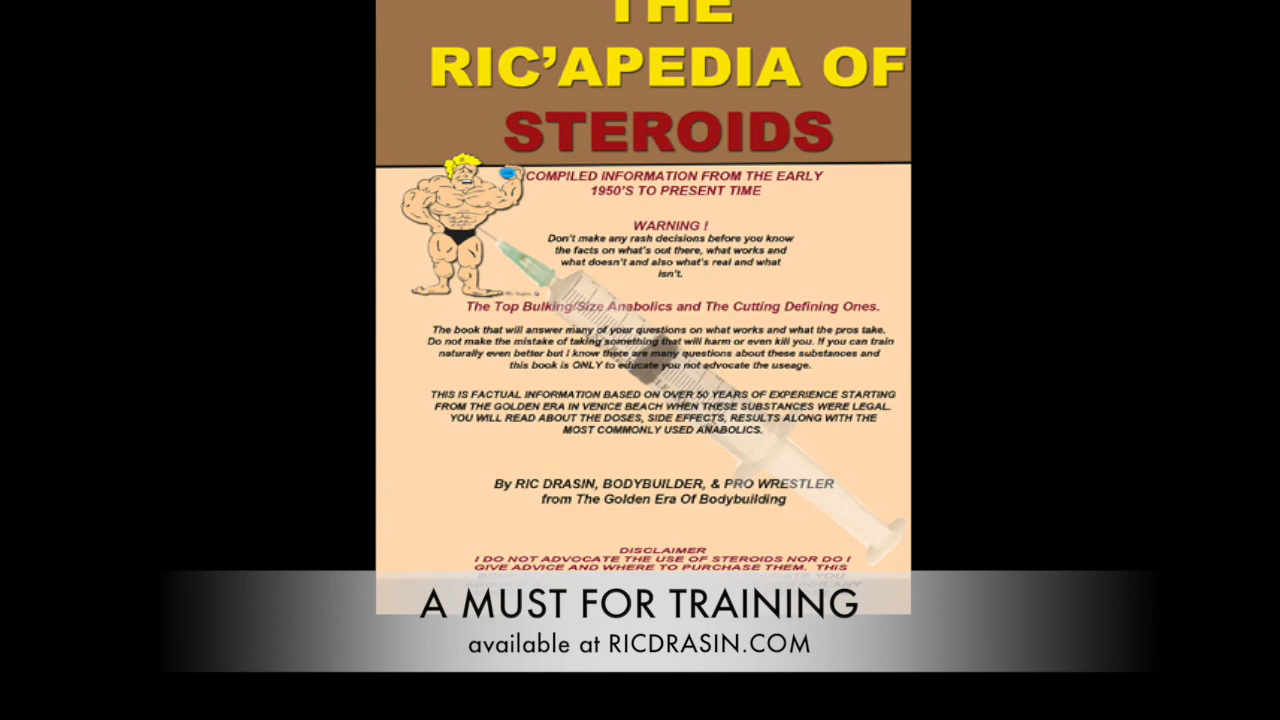 THE
RIC'APEDIA OF
STEROIDS
COMPILED INFORMATION FROM THE EARLY
1950'S TO PRESENT TIME
WARNING !
Don't make any rash decisions before you know
the facts on what's out there, what works and
what doesn't and also what's real and what
isn't.
The Top Bulking/Size Anabolics and The Cutting Defining Ones.
The book that will answer many of your questions on what works and what the pros take.
Do not make the mistake of taking something that will harm or even kill you. If you can train
naturally even better but I know there are many questions about these substances and
this book is ONLY to educate you not advocate the useage.
THIS IS FACTUAL INFORMATION BASED ON OVER 50 YEARS OF EXPERIENCE STARTING
FROM THE GOLDEN ERA IN VENICE BEACH WHEN THESE SUBSTANCES WERE LEGAL.
YOU WILL READ ABOUT THE DOSES, SIDE EFFECTS, RESULTS ALONG WITH THE
MOST COMMONLY USED ANABOLICS.
By RIC DRASIN, BODYBUILDER, & PRO WRESTLER
from The Golden Era Of Bodybuilding
DISCLAIMER
I DO NOT ADVOCATE THE USE OF STEROIDS NOR DO I
GIVE ADVICE AND WHERE TO PURCHASE THEM. THIS
A MUST FOR TRAINING
available at RICDRASIN.COM